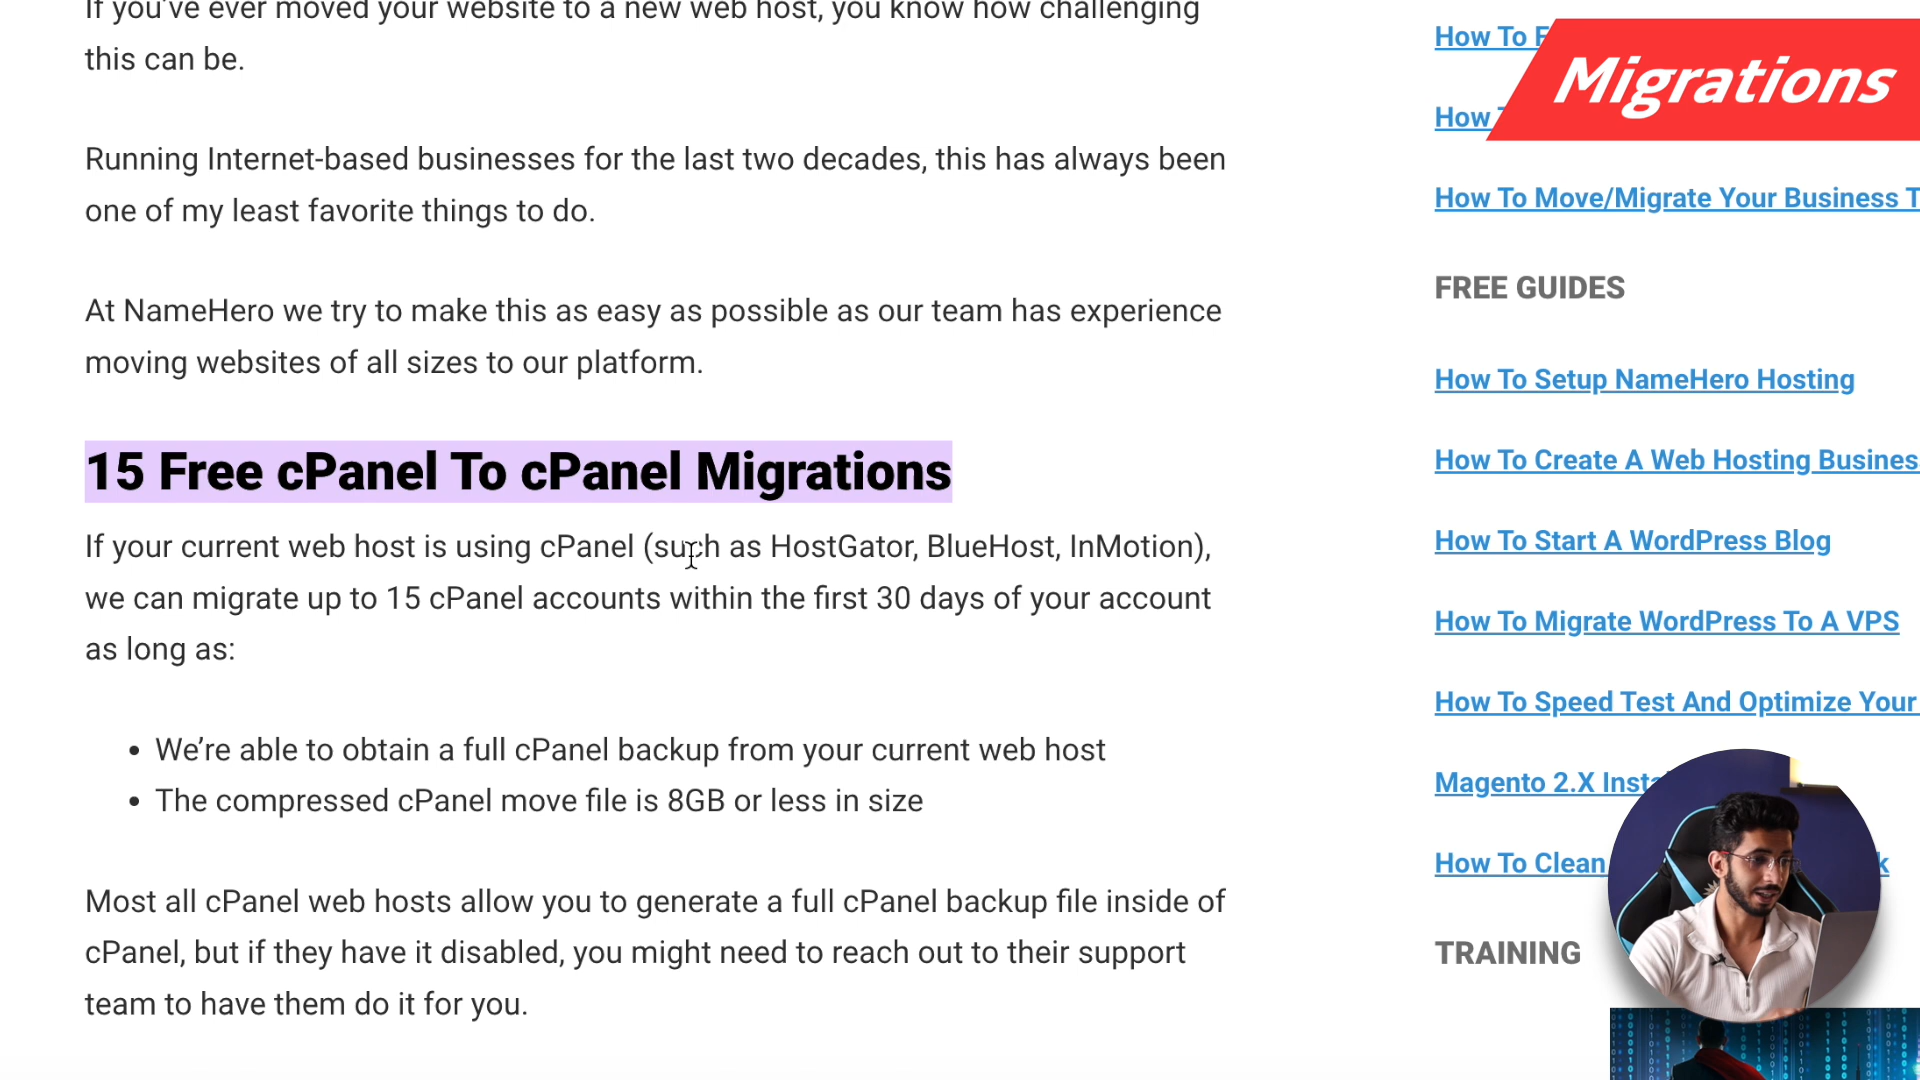 If you've ever moved your website to a new web host, you know how challenging
this can be.
Running Internet-based businesses for the last two decades, this has always been
one of my least favorite things to do.
At NameHero we try to make this as easy as possible as our team has experience
moving websites of all sizes to our platform.
15 Free cPanel To cPanel Migrations
If your current web host is using cPanel (such as HostGator, BlueHost, InMotion),
we can migrate up to 15 cPanel accounts within the first 30 days of your account
as long as:
• We’re able to obtain a full cPanel backup from your current web host
• The compressed cPanel move file is 8GB or less in size
Most all cPanel web hosts allow you to generate a full cPanel backup file inside of
cPanel, but if they have it disabled, you might need to reach out to their support
team to have them do it for you.
Migrations
How To
How
How To Move/Migrate Your Business
FREE GUIDES
How To Setup NameHero Hosting
How To Create A Web Hosting
How To Start A WordPress Blog
How To Migrate WordPress To A VPS
How To Speed Test And Optimize Your
Magento 2.X
How To Clean
TRAINING